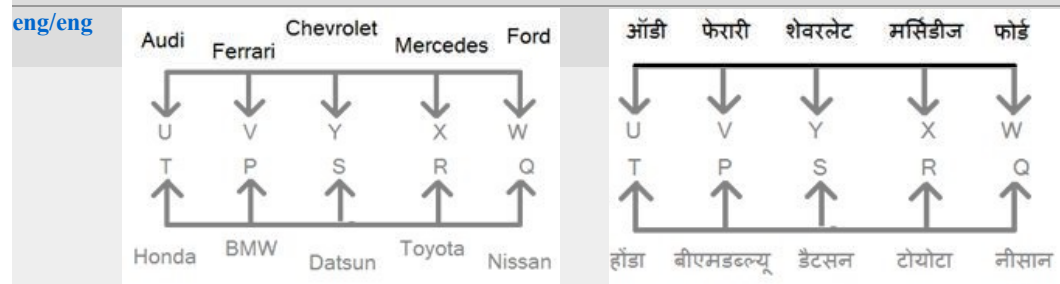 eng/eng
Audi Ferrari Chevrolet Mercedes Ford
U V Y X W
T P S R Q
Honda BMW Datsun Toyota Nissan
ऑडी फेरारी शेवरलेट मर्सिडीज फोर्ड
U V Y X W
T P S R Q
होंडा बीएमडब्ल्यू डैटसन टोयोटा नीसान